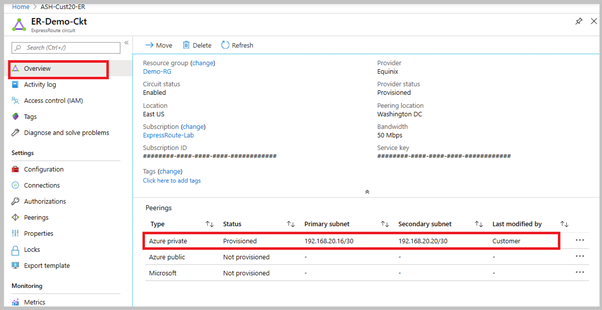 Home > ASH-Cust20-ER
ER-Demo-Ckt
ExpressRoute circuit
Search (Ctrl+/)
Overview
Activity log
Access control (IAM)
Tags
Diagnose and solve problems
Settings
Configuration
Connections
Authorizations
Peerings
Properties
Locks
Export template
Monitoring
Metrics
Move Delete Refresh
Resource group (change)
Demo-RG
Circuit status
Enabled
Location
East US
Subscription (change)
ExpressRoute-Lab
Subscription ID
########-####-####-####-############
Tags (change)
Click here to add tags
Provider
Equinix
Provider status
Provisioned
Peering location
Washington DC
Bandwidth
50 Mbps
Service key
########-####-####-####-############
Peerings
Type Status Primary subnet Secondary subnet Last modified by
Azure private Provisioned 192.168.20.16/30 192.168.20.20/30 Customer
Azure public Not provisioned - - -
Microsoft Not provisioned - - -